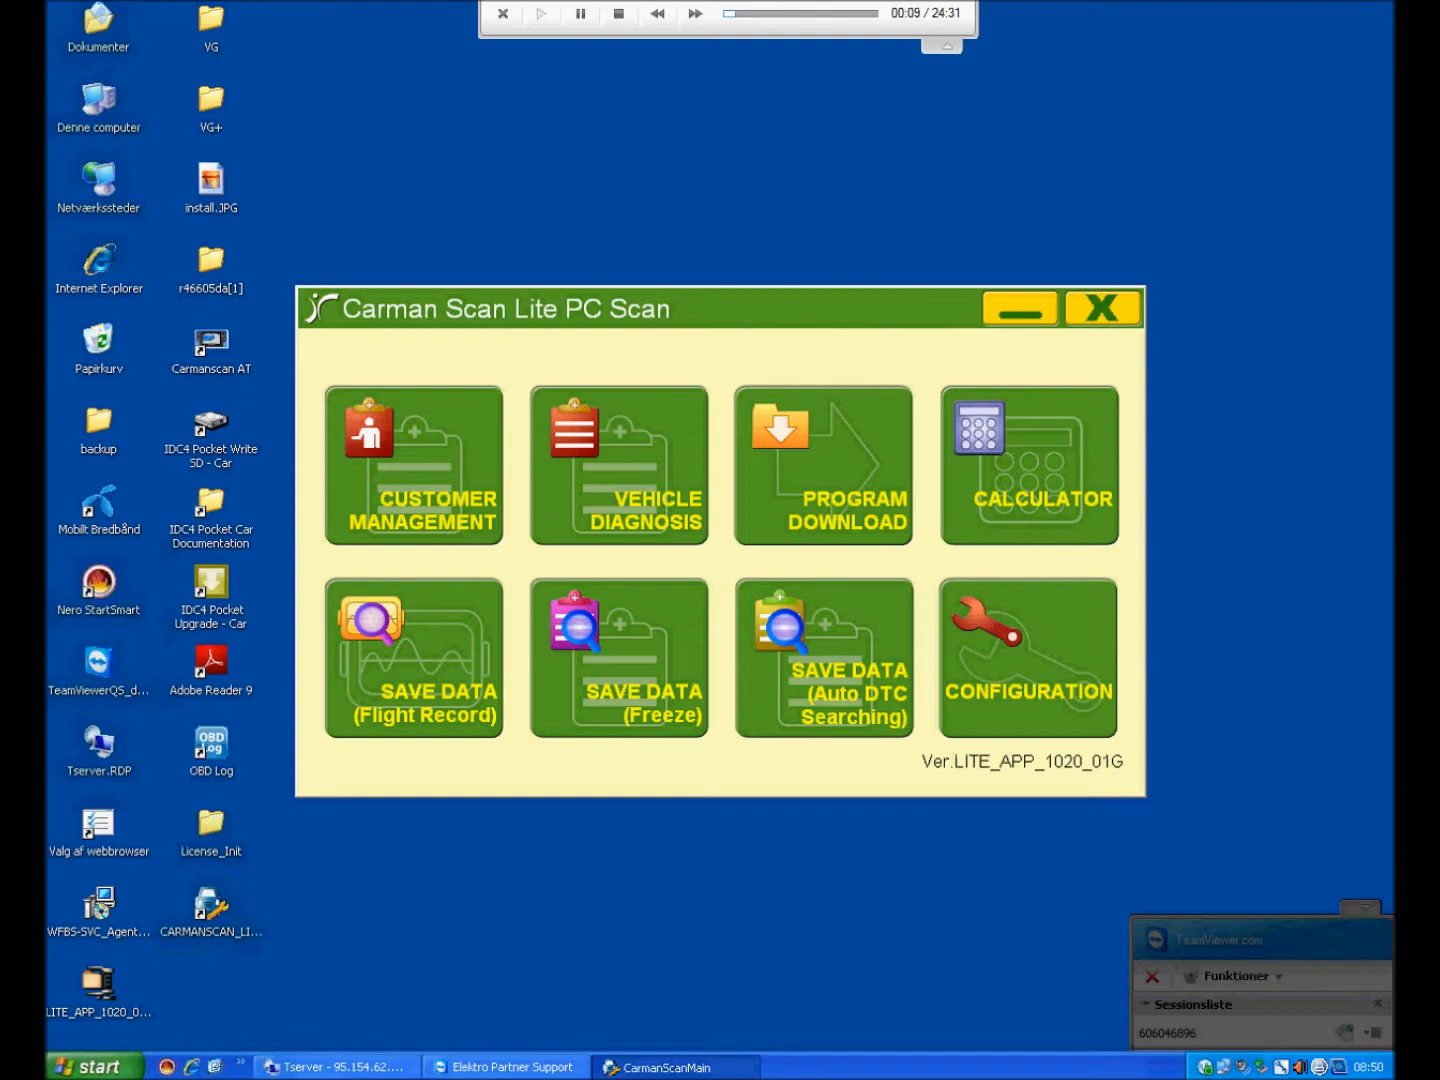 00:09 / 24:31
Dokumenter
VG
Denne computer
VG+
Netværkssteder
install.JPG
Internet Explorer
r46605da[1]
Papirkurv
Carmanscan AT
backup
IDC4 Pocket Write
SD - Car
Mobilt Bredbånd
IDC4 Pocket Car
Documentation
Nero StartSmart
IDC4 Pocket
Upgrade - Car
TeamViewerQS_d...
Adobe Reader 9
Tserver.RDP
OBD
Log
OBD Log
Valg af webbrowser
License_Init
WFBS-SVC_Agent...
CARMANSCAN_LI...
LITE_APP_1020_0...
Carman Scan Lite PC Scan
X
CUSTOMER
MANAGEMENT
VEHICLE
DIAGNOSIS
PROGRAM
DOWNLOAD
CALCULATOR
SAVE DATA
(Flight Record)
SAVE DATA
(Freeze)
SAVE DATA
(Auto DTC
Searching)
CONFIGURATION
Ver.LITE_APP_1020_01G
TeamViewer.com
Funktioner
Sessionsliste
606046896
start
Tserver - 95.154.62....
Elektro Partner Support
CarmanScanMain
08:50